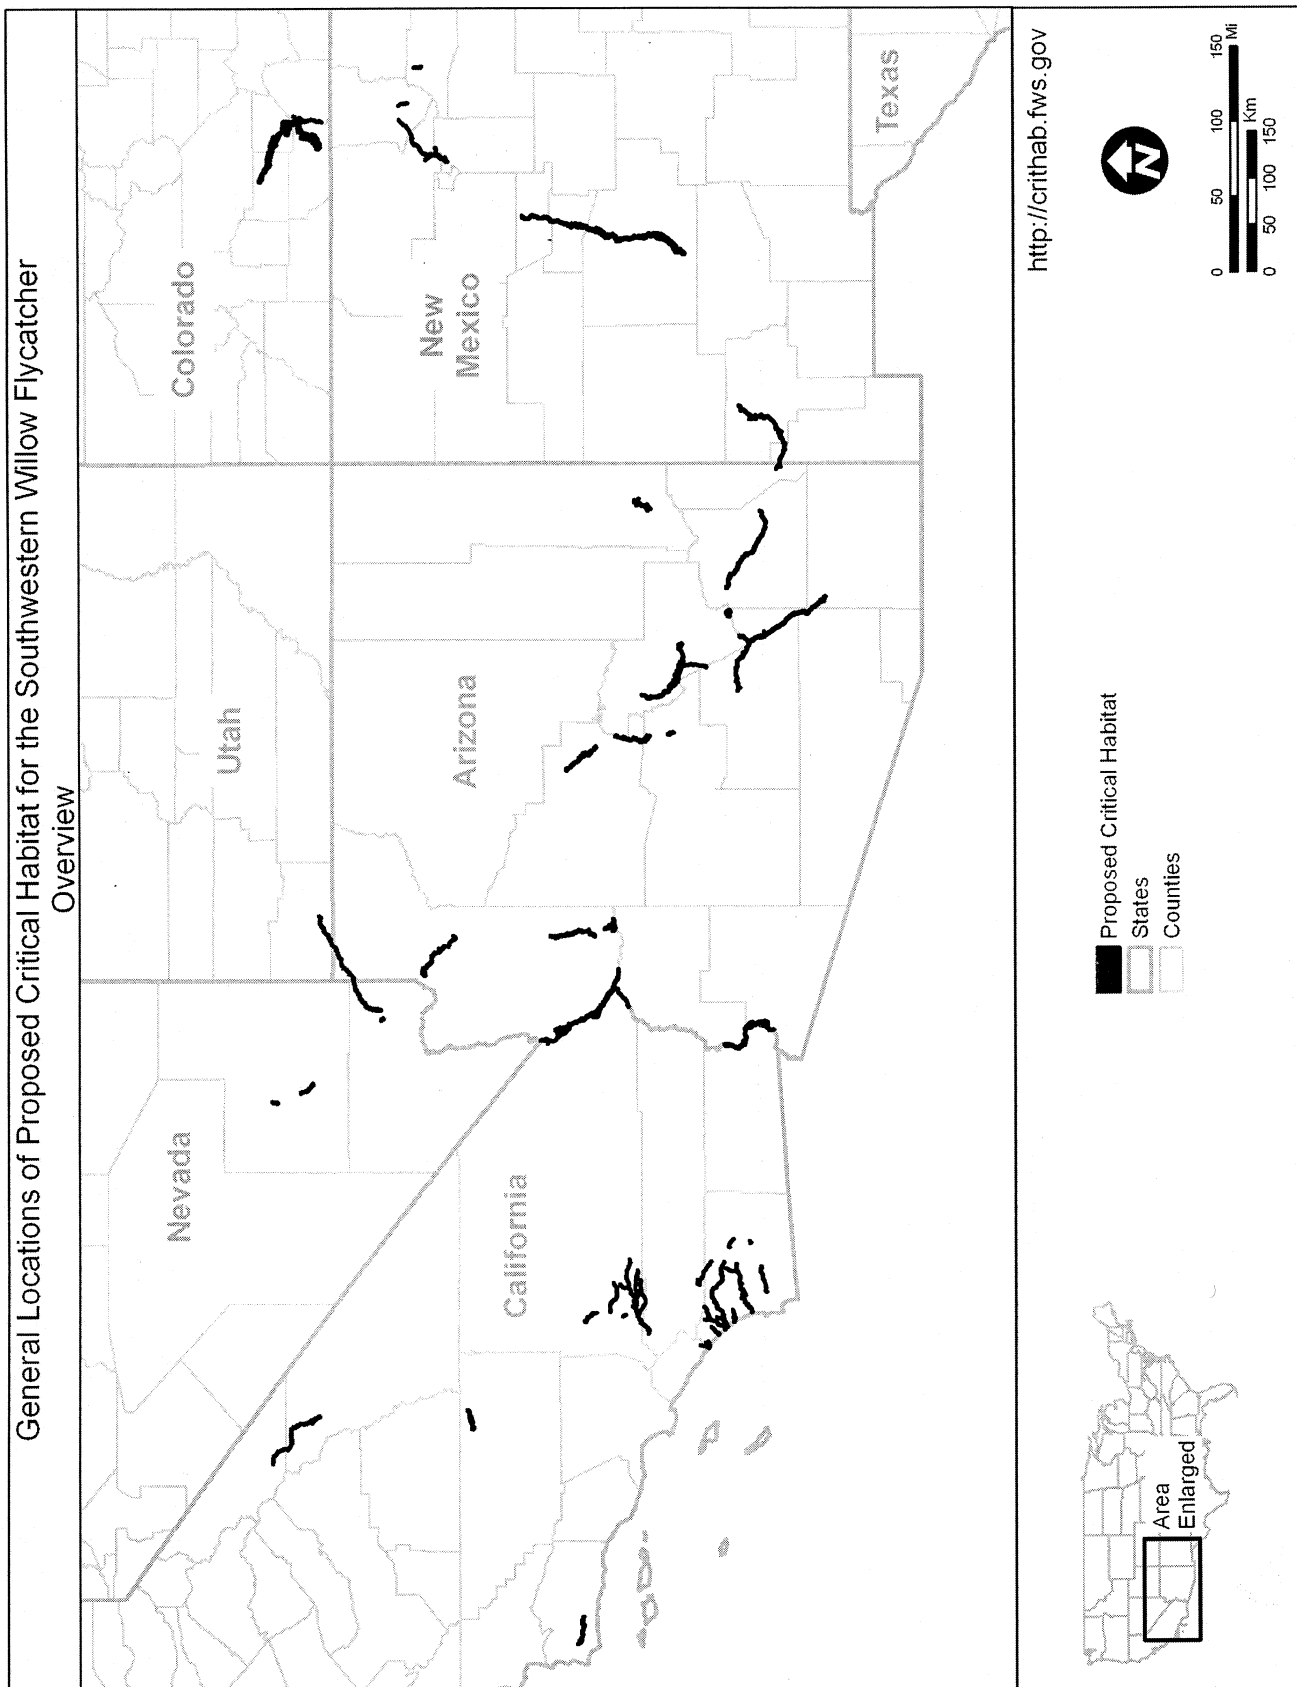 General Locations of Proposed Critical Habitat for the Southwestern Willow Flycatcher
Overview
Nevada
Utah
Colorado
California
Arizona
New
Mexico
Texas
Area
Enlarged
Proposed Critical Habitat
States
Counties
http://crithab.fws.gov
N
0 50 100 150
Mi
Km
0 50 100 150